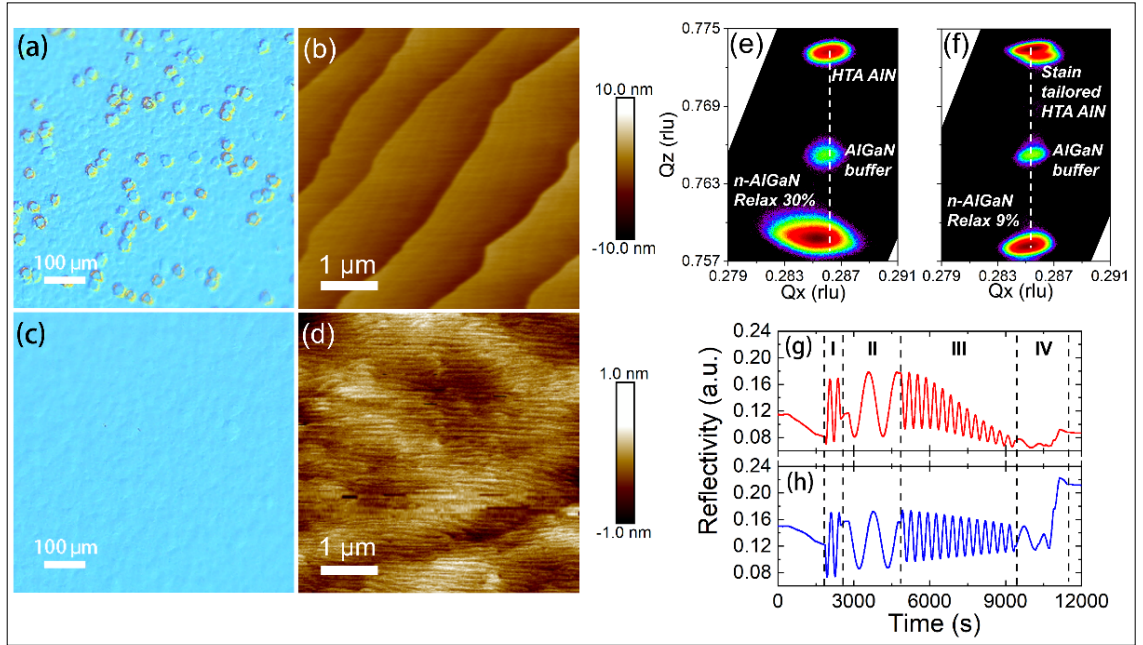 (a)
100 μm
(b)
1 μm
10.0 nm
-10.0 nm
(c)
100 μm
(d)
1 μm
1.0 nm
-1.0 nm
(e)
HTA AlN
AlGaN
buffer
n-AlGaN
Relax 30%
0.775
0.769
0.763
0.757
Qz (rlu)
0.279 0.283 0.287 0.291
Qx (rlu)
(f)
Stain
tailored
HTA AlN
AlGaN
buffer
n-AlGaN
Relax 9%
0.279 0.283 0.287 0.291
Qx (rlu)
(g)
I II III IV
0.24
0.20
0.16
0.12
0.08
Reflectivity (a.u.)
(h)
0.24
0.20
0.16
0.12
0.08
0 3000 6000 9000 12000
Time (s)